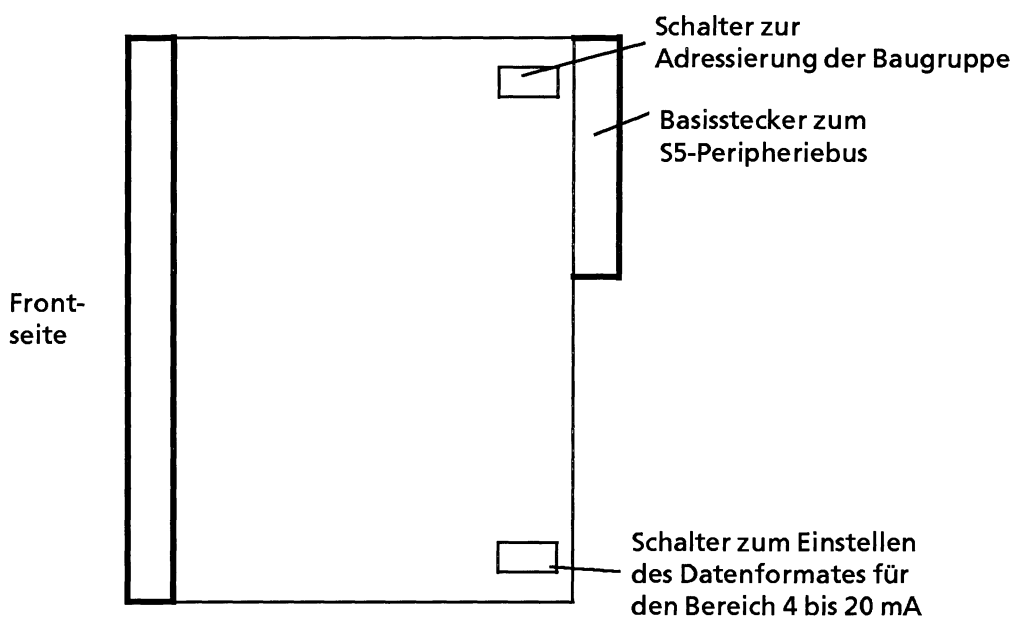 Schalter zur
Adressierung der Baugruppe
Basisstecker zum
S5-Peripheriebus
Front-
seite
Schalter zum Einstellen
des Datenformates für
den Bereich 4 bis 20 mA